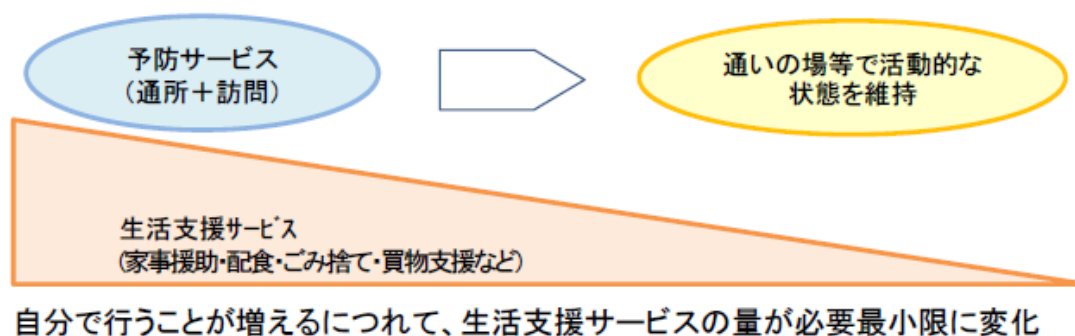 予防サービス
（通所＋訪問）
通いの場等で活動的な
状態を維持
生活支援ｻｰﾋﾞｽ
（家事援助・配食・ごみ捨て・買物支援など）
自分で行うことが増えるにつれて、生活支援サービスの量が必要最小限に変化